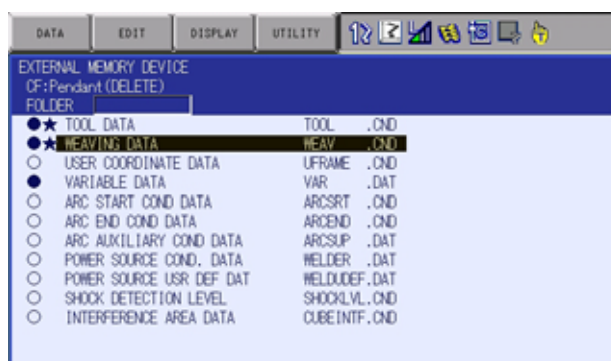 DATA EDIT DISPLAY UTILITY
EXTERNAL MEMORY DEVICE
CF:Pendant(DELETE)
FOLDER
●★ TOOL DATA TOOL .CND
●★ WEAVING DATA WEAV .CND
○ USER COORDINATE DATA UFRAME .CND
● VARIABLE DATA VAR .DAT
○ ARC START COND DATA ARCSRT .CND
○ ARC END COND DATA ARCEND .CND
○ ARC AUXILIARY COND DATA ARCSUP .DAT
○ POWER SOURCE COND. DATA WELDER .DAT
○ POWER SOURCE USR DEF DAT WELDUDEF.DAT
○ SHOCK DETECTION LEVEL SHOCKLVL.CND
○ INTERFERENCE AREA DATA CUBEINTF.CND